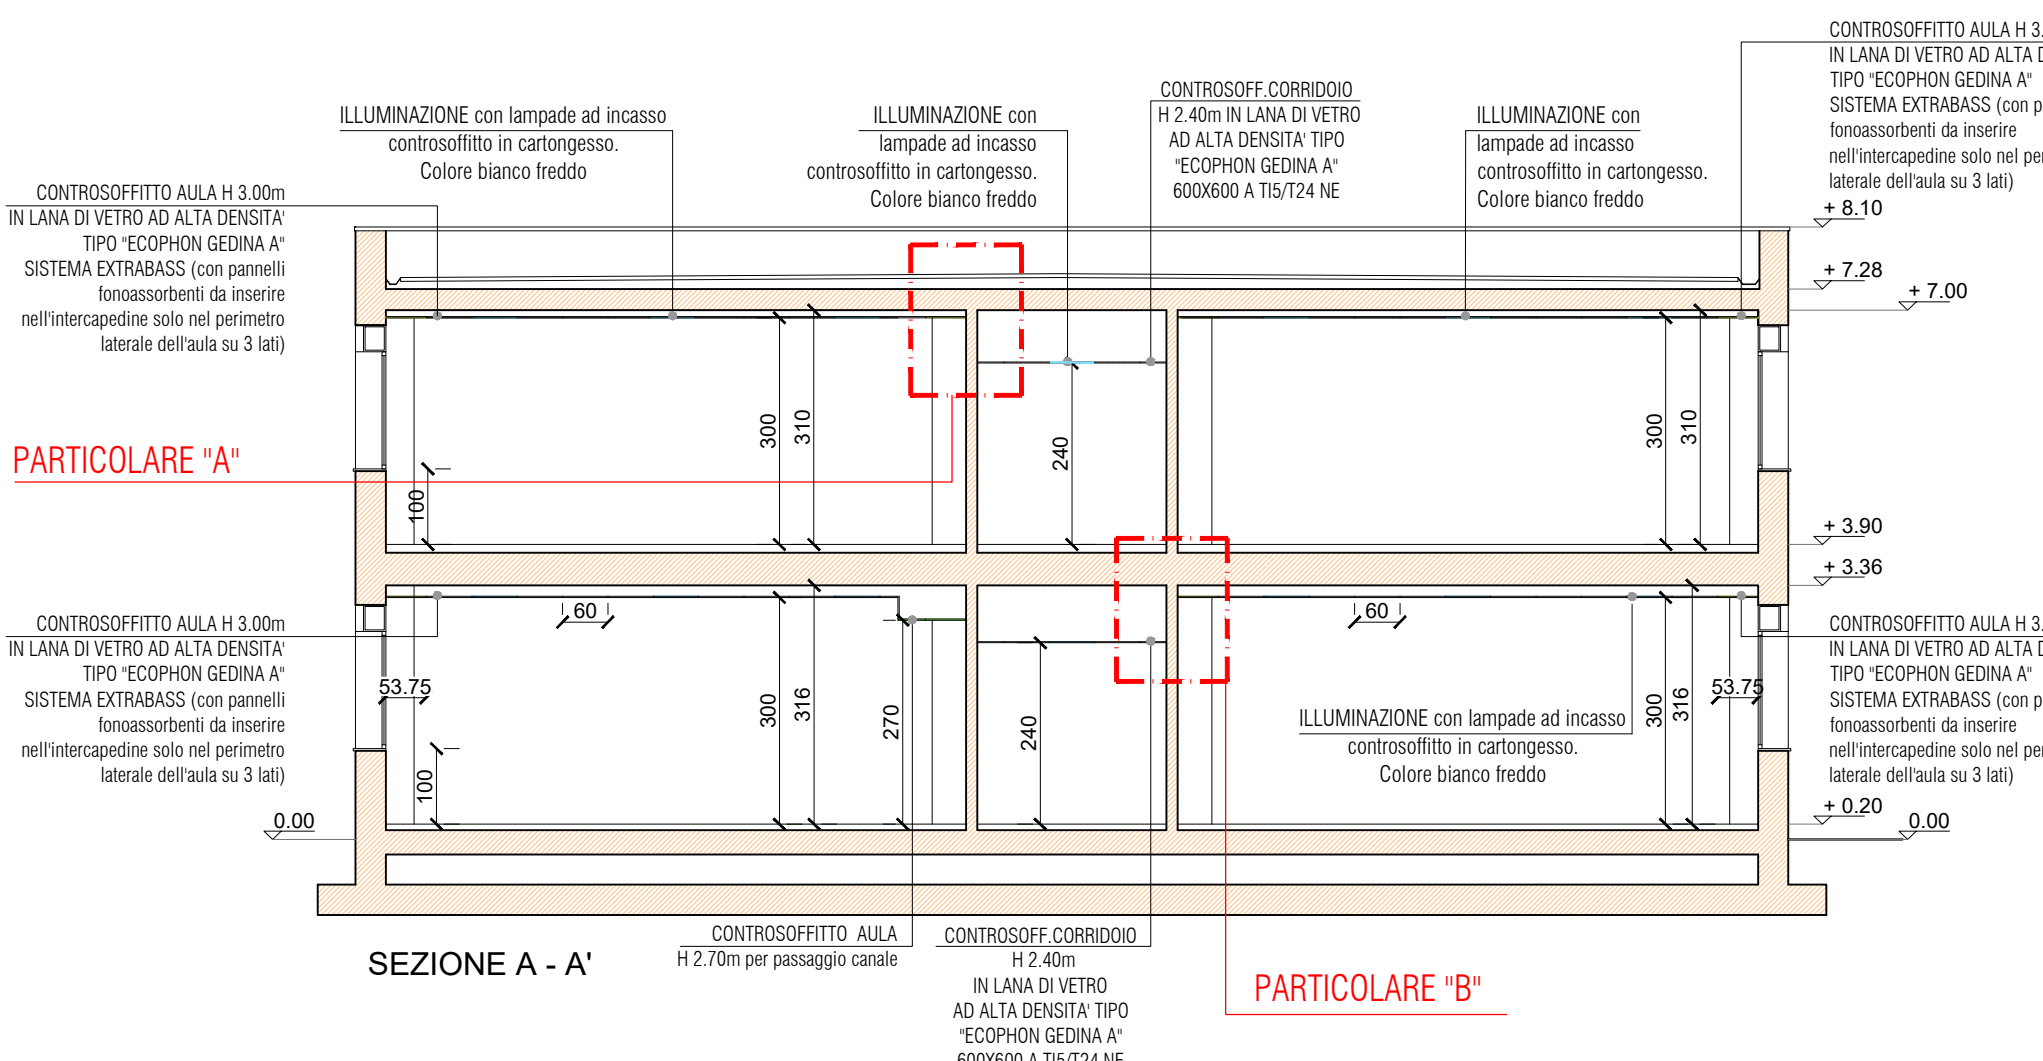 ILLUMINAZIONE con lampade ad incasso
controsoffitto in cartongesso.
Colore bianco freddo
ILLUMINAZIONE con
lampade ad incasso
controsoffitto in cartongesso.
Colore bianco freddo
CONTROSOFF.CORRIDOIO
H 2.40m IN LANA DI VETRO
AD ALTA DENSITA' TIPO
"ECOPHON GEDINA A"
600X600 A TI5/T24 NE
ILLUMINAZIONE con
lampade ad incasso
controsoffitto in cartongesso.
Colore bianco freddo
CONTROSOFFITTO AULA H 3.
IN LANA DI VETRO AD ALTA D
TIPO "ECOPHON GEDINA A"
SISTEMA EXTRABASS (con p
fonoassorbenti da inserire
nell'intercapedine solo nel per
laterale dell'aula su 3 lati)
+ 8.10
+ 7.28
+ 7.00
CONTROSOFFITTO AULA H 3.00m
IN LANA DI VETRO AD ALTA DENSITA'
TIPO "ECOPHON GEDINA A"
SISTEMA EXTRABASS (con pannelli
fonoassorbenti da inserire
nell'intercapedine solo nel perimetro
laterale dell'aula su 3 lati)
PARTICOLARE "A"
100
300
310
240
300
310
+ 3.90
+ 3.36
CONTROSOFFITTO AULA H 3.00m
IN LANA DI VETRO AD ALTA DENSITA'
TIPO "ECOPHON GEDINA A"
SISTEMA EXTRABASS (con pannelli
fonoassorbenti da inserire
nell'intercapedine solo nel perimetro
laterale dell'aula su 3 lati)
60
53.75
100
300
316
270
240
60
ILLUMINAZIONE con lampade ad incasso
controsoffitto in cartongesso.
Colore bianco freddo
300
316
53.75
CONTROSOFFITTO AULA H 3.
IN LANA DI VETRO AD ALTA D
TIPO "ECOPHON GEDINA A"
SISTEMA EXTRABASS (con p
fonoassorbenti da inserire
nell'intercapedine solo nel per
laterale dell'aula su 3 lati)
+ 0.20
0.00
0.00
SEZIONE A - A'
CONTROSOFFITTO AULA
H 2.70m per passaggio canale
CONTROSOFF.CORRIDOIO
H 2.40m
IN LANA DI VETRO
AD ALTA DENSITA' TIPO
"ECOPHON GEDINA A"
600X600 A TI5/T24 NE
PARTICOLARE "B"